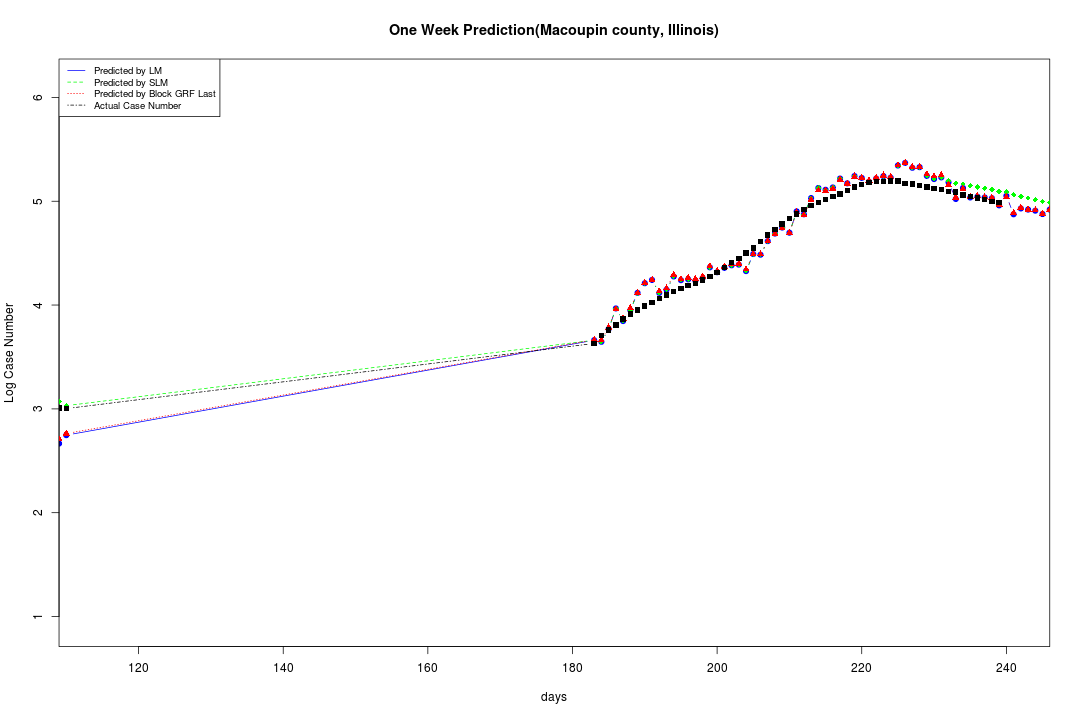 One Week Prediction(Macoupin county, Illinois)
Predicted by LM
Predicted by SLM
Predicted by Block GRF Last
Actual Case Number
Log Case Number
6
5
4
3
2
1
120 140 160 180 200 220 240
days